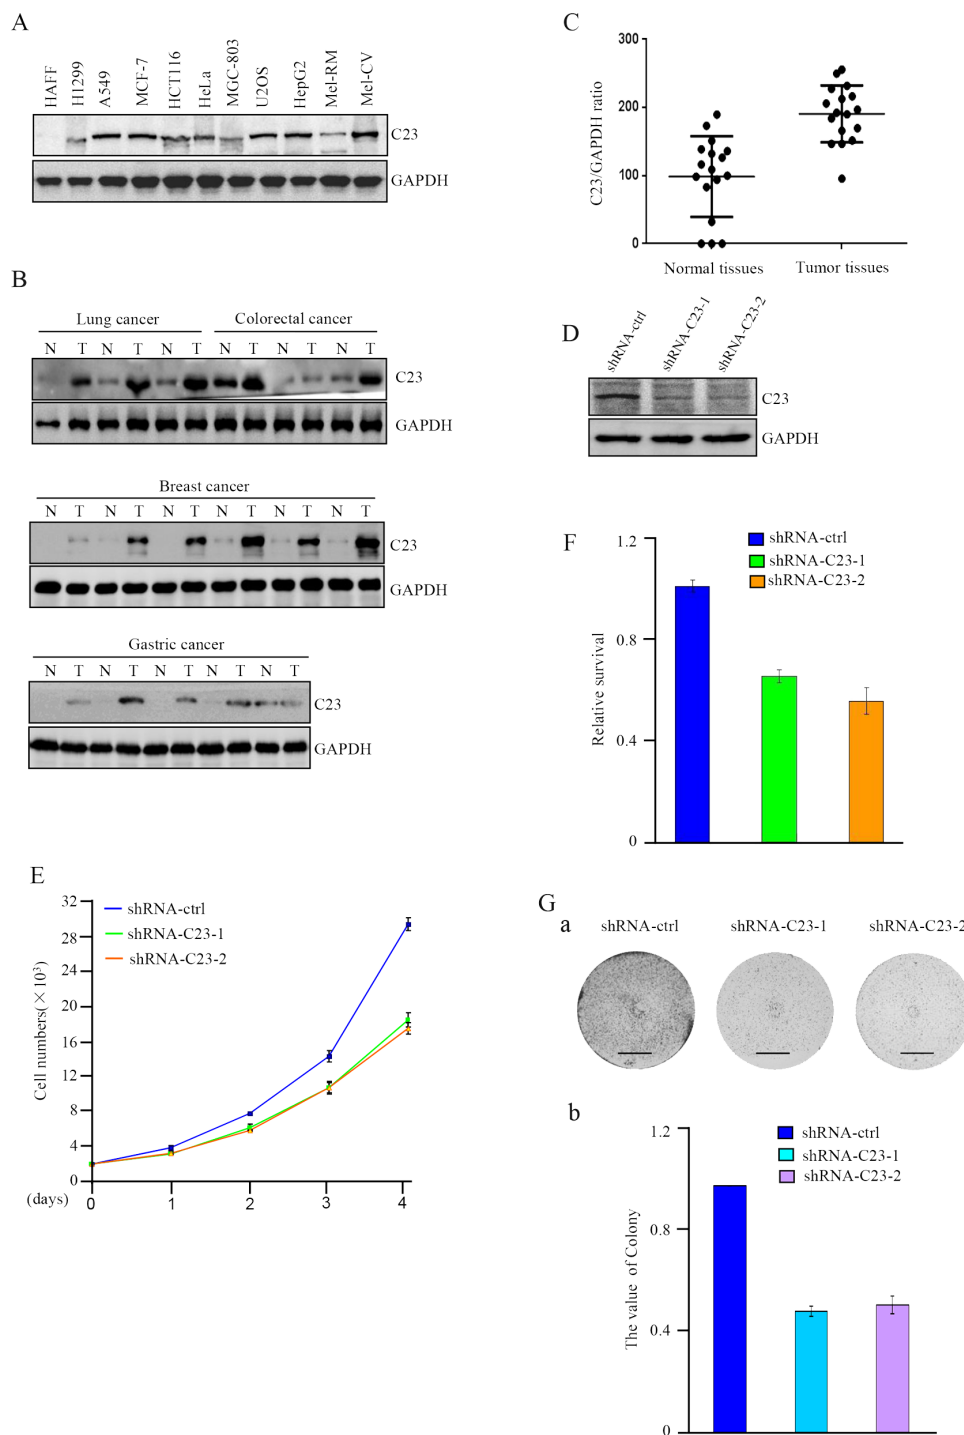 A
HAFF H1299 A549 MCF-7 HCT116 HeLa MGC-803 U2OS HepG2 Mel-RM Mel-CV
C23
GAPDH
B
Lung cancer Colorectal cancer
N T N T N T N T N T N T
C23
GAPDH
Breast cancer
N T N T N T N T N T N T
C23
GAPDH
Gastric cancer
N T N T N T N T N T
C23
GAPDH
C
C23/GAPDH ratio
300
200
100
0
Normal tissues Tumor tissues
D
shRNA-ctrl shRNA-C23-1 shRNA-C23-2
C23
GAPDH
E
Cell numbers(×10³)
32
28
24
20
16
12
8
4
0
shRNA-ctrl
shRNA-C23-1
shRNA-C23-2
(days) 0 1 2 3 4
F
Relative survival
1.2
0.8
0.4
0
shRNA-ctrl
shRNA-C23-1
shRNA-C23-2
G
a
shRNA-ctrl shRNA-C23-1 shRNA-C23-2
b
The value of Colony
1.2
0.8
0.4
0
shRNA-ctrl
shRNA-C23-1
shRNA-C23-2